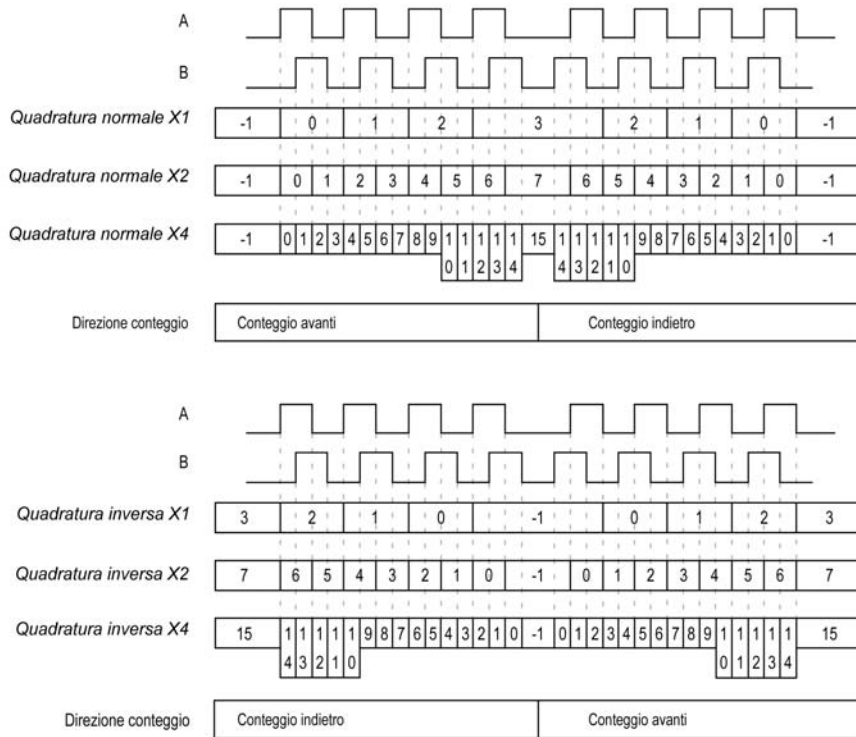 A
B
Quadratura normale X1 -1 0 1 2 3 2 1 0 -1
Quadratura normale X2 -1 0 1 2 3 4 5 6 7 6 5 4 3 2 1 0 -1
Quadratura normale X4 -1 0 1 2 3 4 5 6 7 8 9 10 11 12 13 14 15 14 13 12 11 10 9 8 7 6 5 4 3 2 1 0 -1
Direzione conteggio Conteggio avanti Conteggio indietro
A
B
Quadratura inversa X1 3 2 1 0 -1 0 1 2 3
Quadratura inversa X2 7 6 5 4 3 2 1 0 -1 0 1 2 3 4 5 6 7
Quadratura inversa X4 15 14 13 12 11 10 9 8 7 6 5 4 3 2 1 0 -1 0 1 2 3 4 5 6 7 8 9 10 11 12 13 14 15
Direzione conteggio Conteggio indietro Conteggio avanti